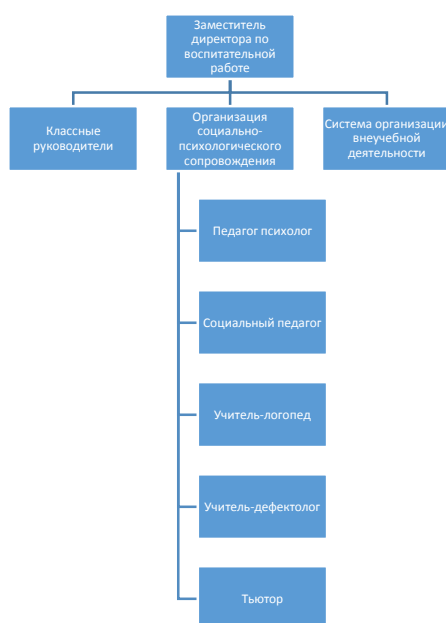 Заместитель
директора по
воспитательной
работе
Классные
руководители
Организация
социально-
психологического
сопровождения
Система организации
внеучебной
деятельности
Педагог психолог
Социальный педагог
Учитель-логопед
Учитель-дефектолог
Тьютор